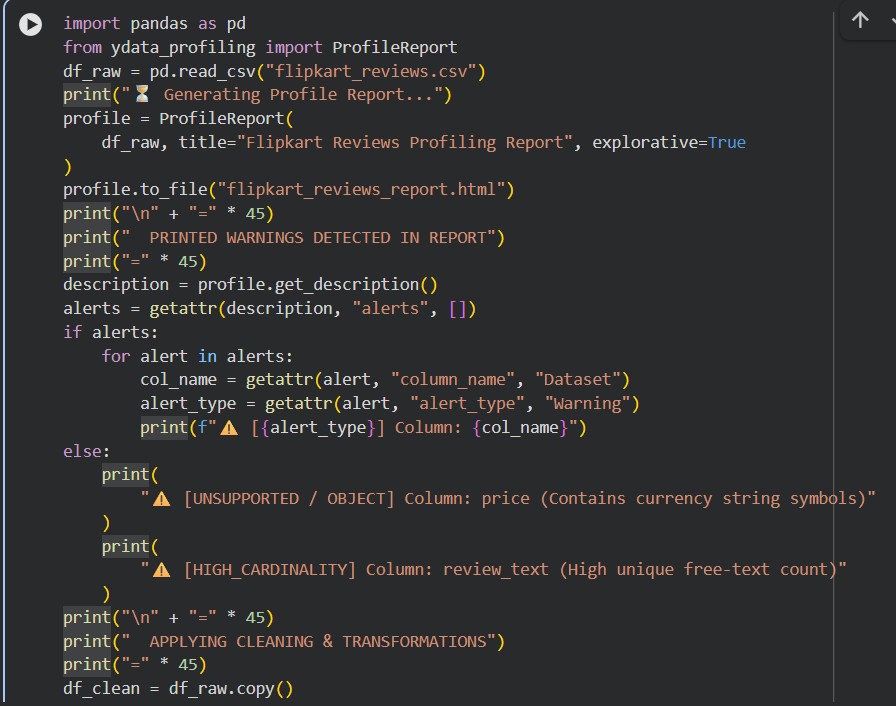 import pandas as pd
from ydata_profiling import ProfileReport
df_raw = pd.read_csv("flipkart_reviews.csv")
print("⏳ Generating Profile Report...")
profile = ProfileReport(
    df_raw, title="Flipkart Reviews Profiling Report", explorative=True
)
profile.to_file("flipkart_reviews_report.html")
print("\n" + "=" * 45)
print("  PRINTED WARNINGS DETECTED IN REPORT")
print("=" * 45)
description = profile.get_description()
alerts = getattr(description, "alerts", [])
if alerts:
    for alert in alerts:
        col_name = getattr(alert, "column_name", "Dataset")
        alert_type = getattr(alert, "alert_type", "Warning")
        print(f"⚠️ [{alert_type}] Column: {col_name}")
else:
    print(
        "⚠️ [UNSUPPORTED / OBJECT] Column: price (Contains currency string symbols)"
    )
    print(
        "⚠️ [HIGH_CARDINALITY] Column: review_text (High unique free-text count)"
    )
print("\n" + "=" * 45)
print("  APPLYING CLEANING & TRANSFORMATIONS")
print("=" * 45)
df_clean = df_raw.copy()